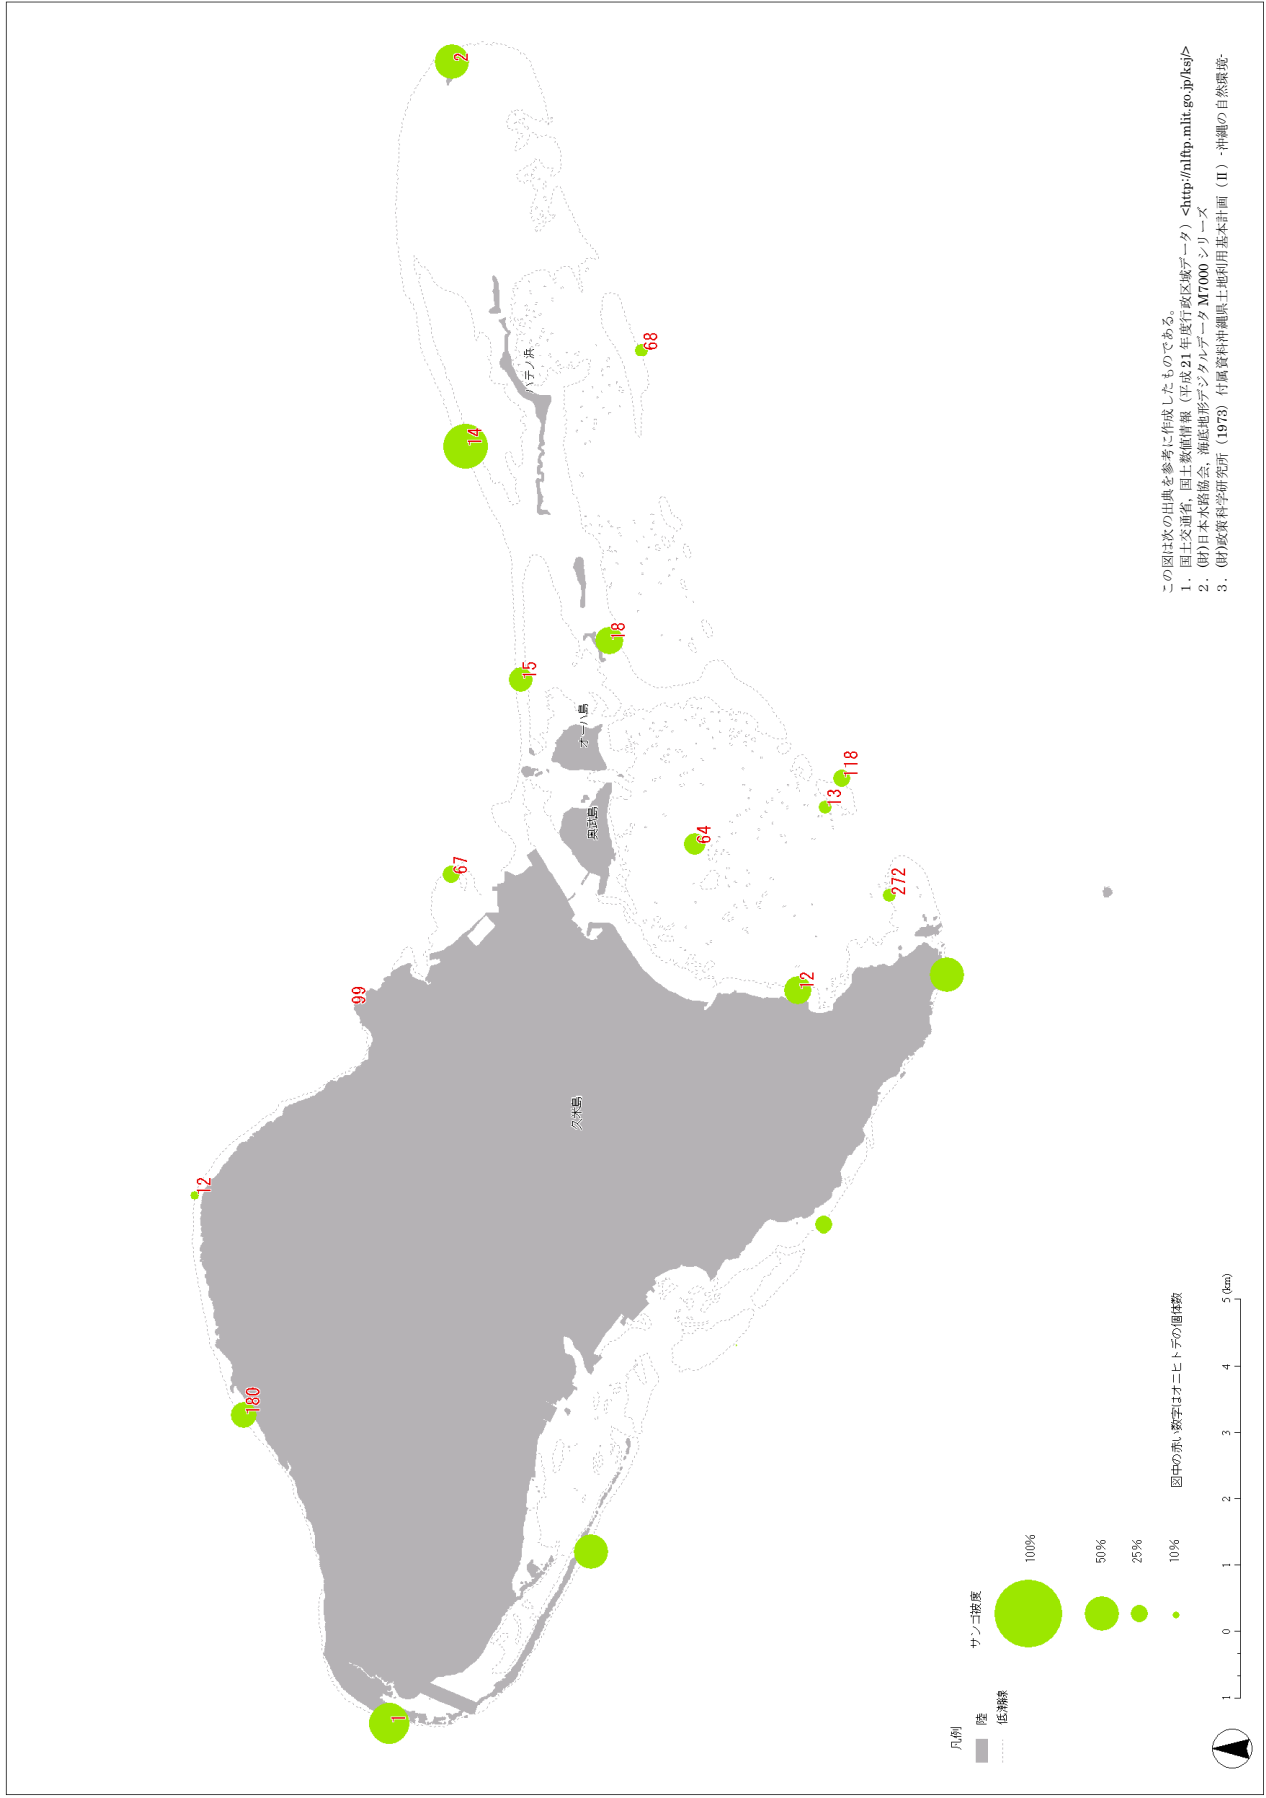 2
14
15
18
68
67
99
12
180
1
64
13
118
272
12
ハテノ浜
オーハ島
奥武島
久米島
この図は次の出典を参考に作成したものである。
1．国土交通省，国土数値情報（平成 21 年度行政区域データ）<http://nlftp.mlit.go.jp/ksj/>
2．(財)日本水路協会，海底地形デジタルデータ M7000 シリーズ
3．(財)政策科学研究所（1973）付属資料沖縄県土地利用基本計画（Ⅱ）-沖縄の自然環境-
凡例
陸
低潮線
サンゴ被度
100%
50%
25%
10%
図中の赤い数字はオニヒトデの個体数
1 0 1 2 3 4 5 (km)